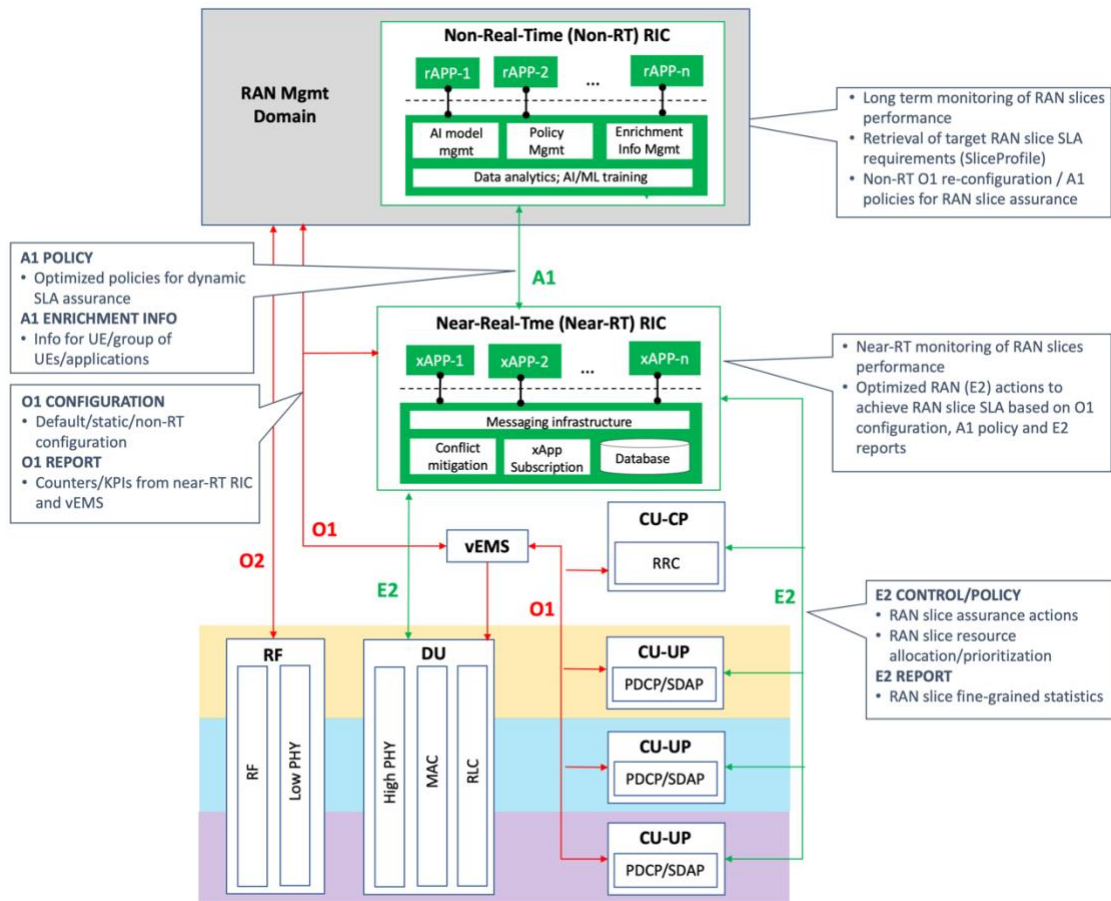 Non-Real-Time (Non-RT) RIC
rAPP-1
rAPP-2
...
rAPP-n
RAN Mgmt
Domain
AI model
mgmt
Policy
Mgmt
Enrichment
Info Mgmt
Data analytics; AI/ML training
• Long term monitoring of RAN slices
performance
• Retrieval of target RAN slice SLA
requirements (SliceProfile)
• Non-RT O1 re-configuration / A1
policies for RAN slice assurance
A1 POLICY
• Optimized policies for dynamic
SLA assurance
A1 ENRICHMENT INFO
• Info for UE/group of
UEs/applications
A1
Near-Real-Tme (Near-RT) RIC
xAPP-1
xAPP-2
...
xAPP-n
Messaging infrastructure
Conflict
mitigation
xApp
Subscription
Database
• Near-RT monitoring of RAN slices
performance
• Optimized RAN (E2) actions to
achieve RAN slice SLA based on O1
configuration, A1 policy and E2
reports
O1 CONFIGURATION
• Default/static/non-RT
configuration
O1 REPORT
• Counters/KPIs from near-RT RIC
and vEMS
O1
O2
vEMS
E2
O1
CU-CP
RRC
E2
E2 CONTROL/POLICY
• RAN slice assurance actions
• RAN slice resource
allocation/prioritization
E2 REPORT
• RAN slice fine-grained statistics
RF
RF
Low PHY
DU
High PHY
MAC
RLC
CU-UP
PDCP/SDAP
CU-UP
PDCP/SDAP
CU-UP
PDCP/SDAP